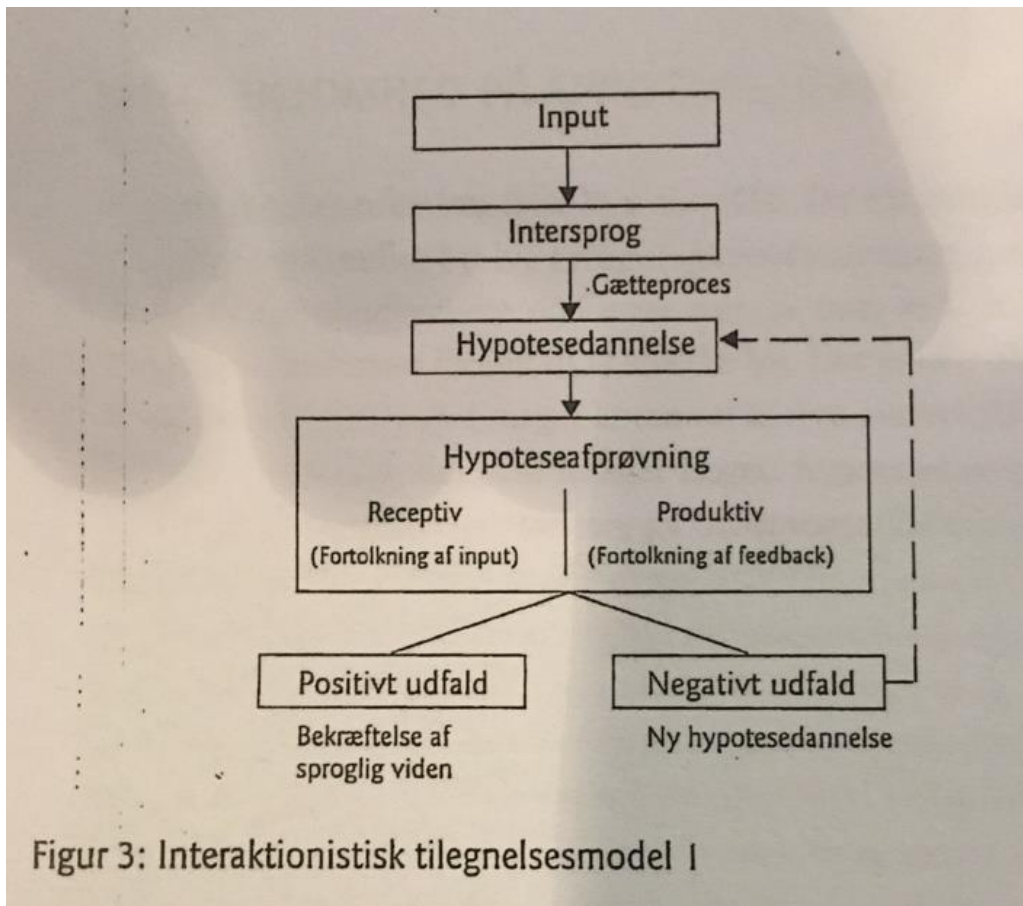 Input
Intersprog
Gætteproces
Hypotesedannelse
Hypoteseafprøvning
Receptiv
Produktiv
(Fortolkning af input)
(Fortolkning af feedback)
Positivt udfald
Negativt udfald
Bekræftelse af
sproglig viden
Ny hypotesedannelse
Figur 3: Interaktionistisk tilegnelsesmodel 1